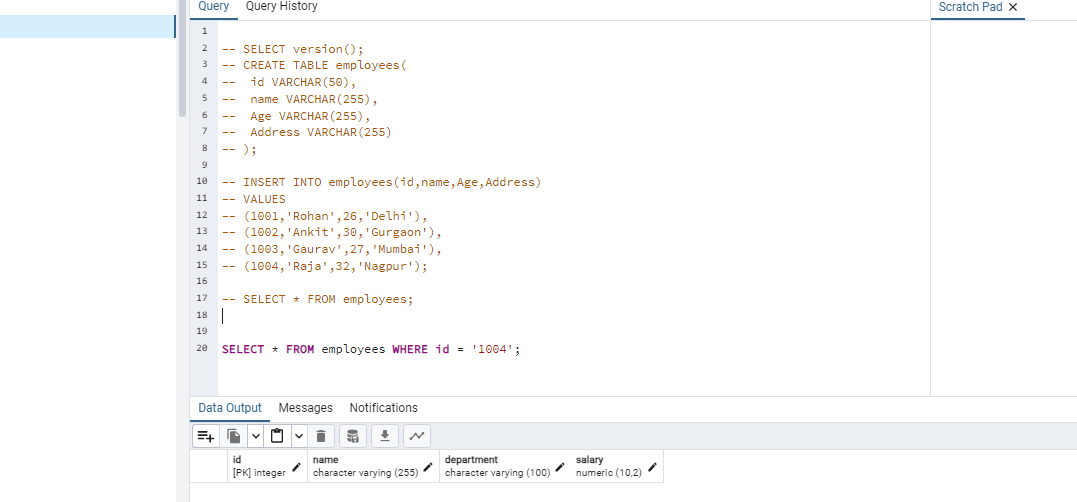 Query Query History Scratch Pad X
1
2 -- SELECT version();
3 -- CREATE TABLE employees(
4 -- id VARCHAR(50),
5 -- name VARCHAR(255),
6 -- Age VARCHAR(255),
7 -- Address VARCHAR(255)
8 -- );
9
10 -- INSERT INTO employees(id,name,Age,Address)
11 -- VALUES
12 -- (1001,'Rohan',26,'Delhi'),
13 -- (1002,'Ankit',30,'Gurgaon'),
14 -- (1003,'Gaurav',27,'Mumbai'),
15 -- (1004,'Raja',32,'Nagpur');
16
17 -- SELECT * FROM employees;
18
19
20 SELECT * FROM employees WHERE id = '1004';
Data Output Messages Notifications
id name department salary
[PK] integer character varying (255) character varying (100) numeric (10,2)